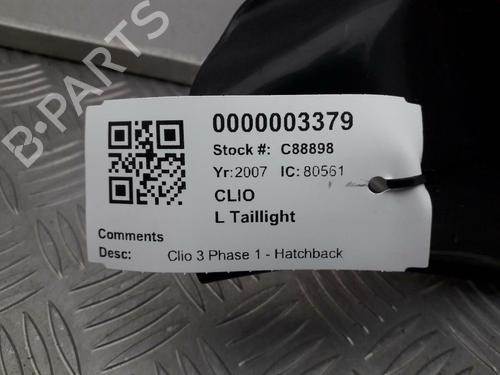 B-PARTS
0000003379
Stock #: C88898
Yr:2007 IC: 80561
CLIO
L Taillight
Comments
Desc: Clio 3 Phase 1 - Hatchback